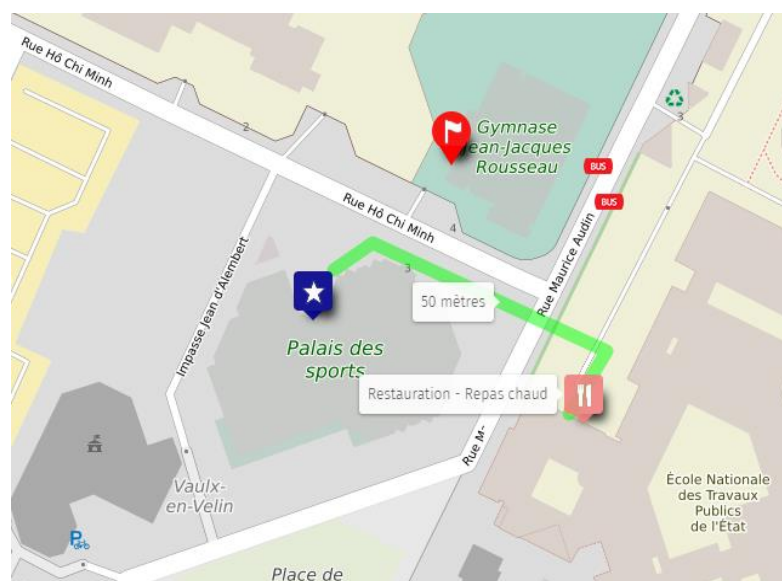 Rue Hô Chi Minh
2
3
Gymnase
Jean-Jacques
Rousseau
BUS
BUS
Rue Hô Chi Minh
4
Rue Maurice Audin
Impasse Jean d'Alembert
3
50 mètres
Palais des
sports
Restauration - Repas chaud
Rue M
École Nationale
des Travaux
Publics
de l'État
Vaulx-
en-Velin
P
Place de